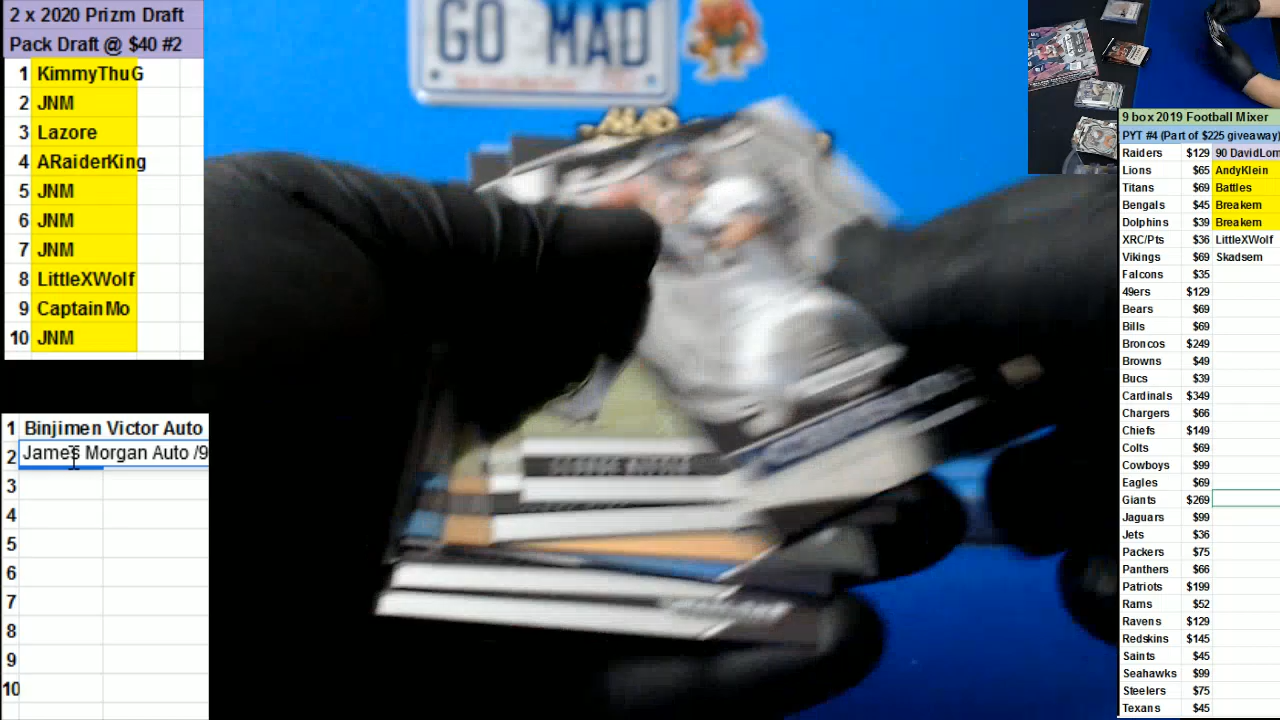 2 x 2020 Prizm Draft
Pack Draft @ $40 #2
1 KimmyThuG
2 JNM
3 Lazore
4 ARaiderKing
5 JNM
6 JNM
7 JNM
8 LittleXWolf
9 CaptainMo
10 JNM
1 Binjimen Victor Auto
2 James Morgan Auto /9
3
4
5
6
7
8
9
10
GO MAD
9 box 2019 Football Mixer
PYT #4 (Part of $225 giveaway)
Raiders $129 90 DavidLom
Lions $65 AndyKlein
Titans $69 Battles
Bengals $45 Breakem
Dolphins $39 Breakem
XRC/Pts $36 LittleXWolf
Vikings $69 Skadsem
Falcons $35
49ers $129
Bears $69
Bills $69
Broncos $249
Browns $49
Bucs $39
Cardinals $349
Chargers $66
Chiefs $149
Colts $69
Cowboys $99
Eagles $69
Giants $269
Jaguars $99
Jets $36
Packers $75
Panthers $66
Patriots $199
Rams $52
Ravens $129
Redskins $145
Saints $45
Seahawks $99
Steelers $75
Texans $45